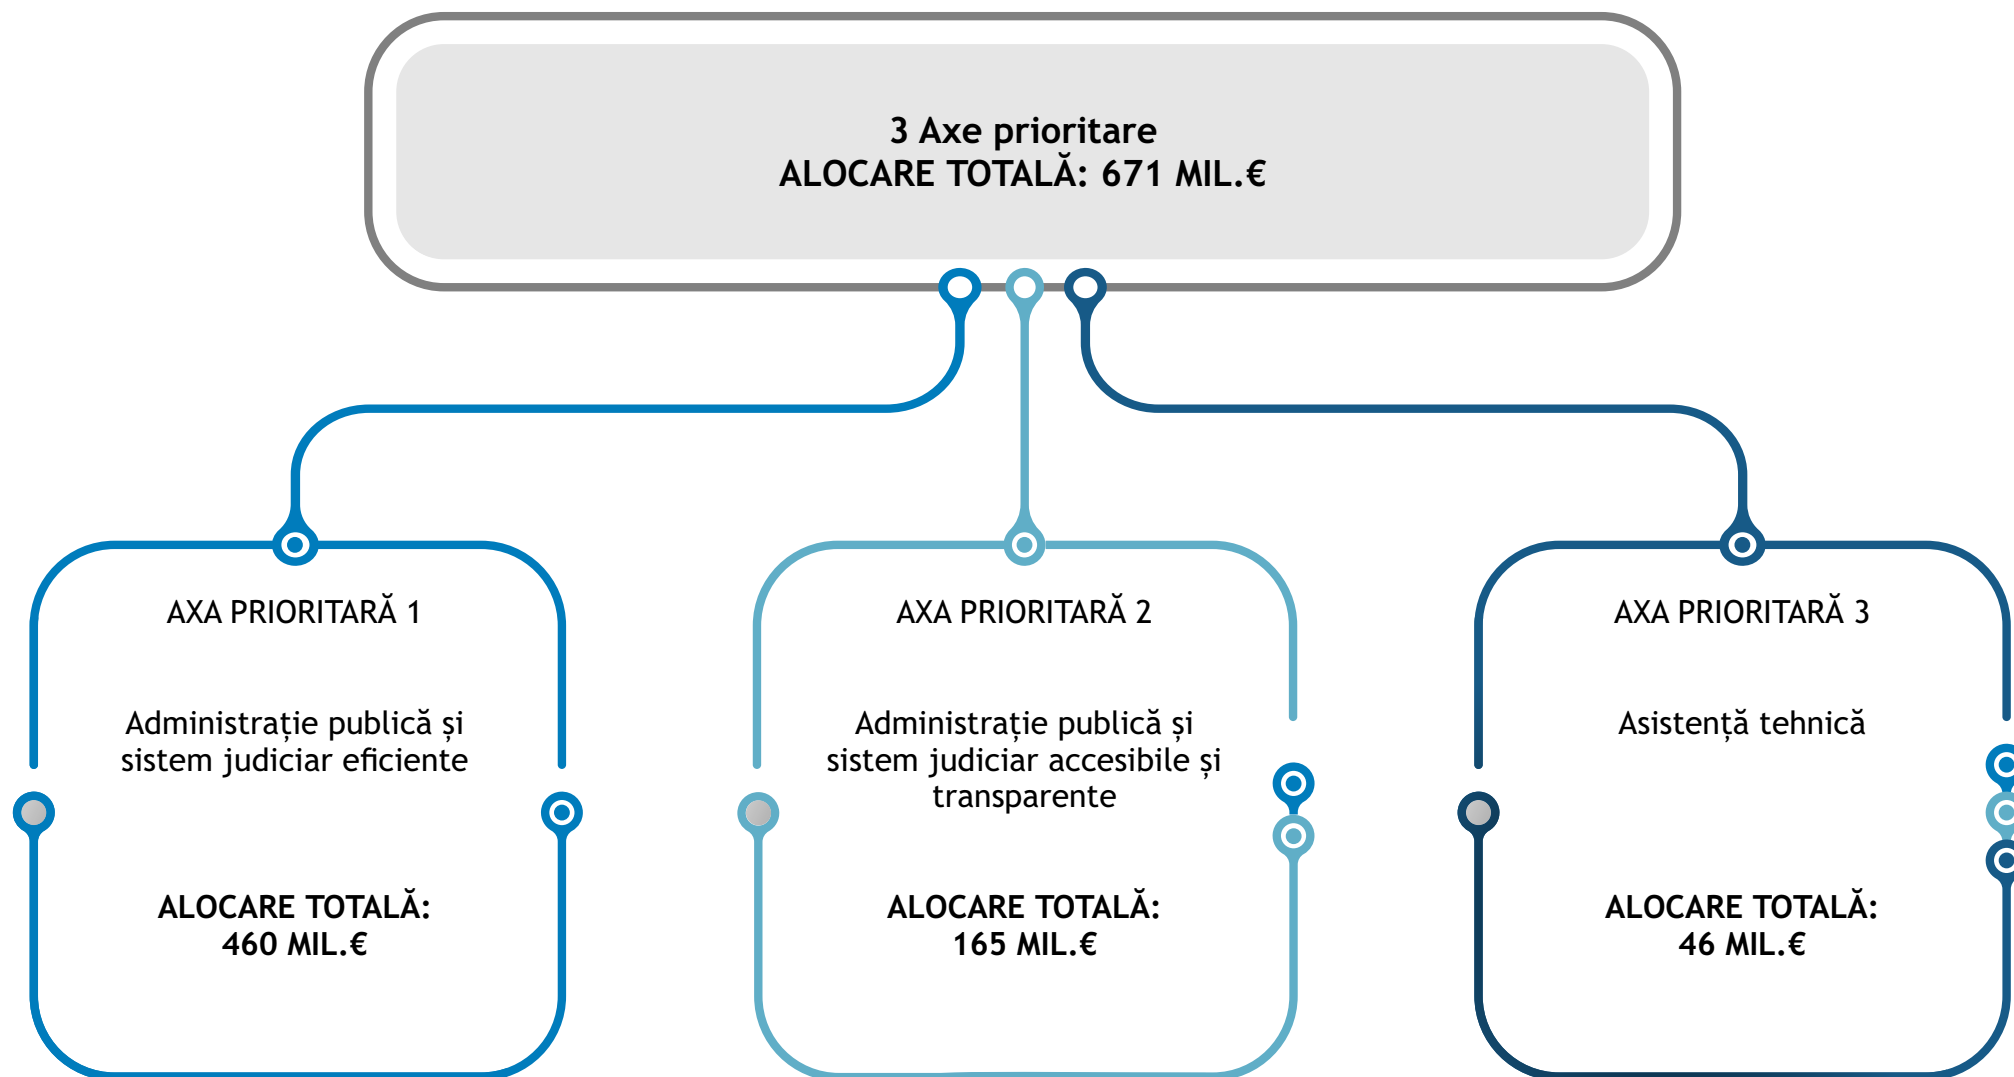 3 Axe prioritare
ALOCARE TOTALĂ: 671 MIL.€
AXA PRIORITARĂ 1
Administrație publică și
sistem judiciar eficiente
ALOCARE TOTALĂ:
460 MIL.€
AXA PRIORITARĂ 2
Administrație publică și
sistem judiciar accesibile și
transparente
ALOCARE TOTALĂ:
165 MIL.€
AXA PRIORITARĂ 3
Asistență tehnică
ALOCARE TOTALĂ:
46 MIL.€